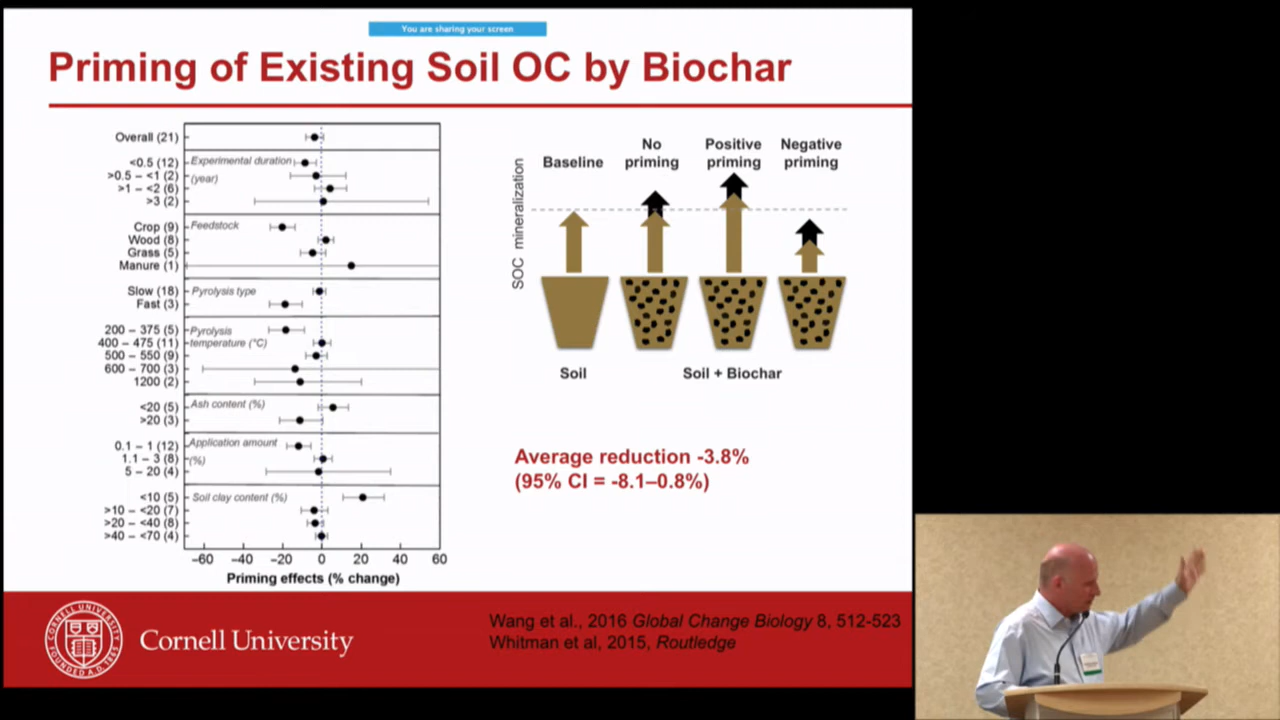 You are sharing your screen
Priming of Existing Soil OC by Biochar
Overall (21)
<0.5 (12)
Experimental duration
(year)
>0.5 – <1 (2)
>1 – <2 (6)
>3 (2)
Crop (9)
Feedstock
Wood (8)
Grass (5)
Manure (1)
Slow (18)
Pyrolysis type
Fast (3)
200 – 375 (5)
Pyrolysis
temperature (°C)
400 – 475 (11)
500 – 550 (9)
600 – 700 (3)
1200 (2)
<20 (5)
Ash content (%)
>20 (3)
0.1 – 1 (12)
Application amount
(%)
1.1 – 3 (8)
5 – 20 (4)
<10 (5)
Soil clay content (%)
>10 – <20 (7)
>20 – <40 (8)
>40 – <70 (4)
−60 −40 −20 0 20 40 60
Priming effects (% change)
SOC mineralization
Baseline
No
priming
Positive
priming
Negative
priming
Soil
Soil + Biochar
Average reduction -3.8%
(95% CI = -8.1–0.8%)
Cornell University
Wang et al., 2016 Global Change Biology 8, 512-523
Whitman et al, 2015, Routledge
CORNELL UNIVERSITY
FOUNDED A.D. 1865